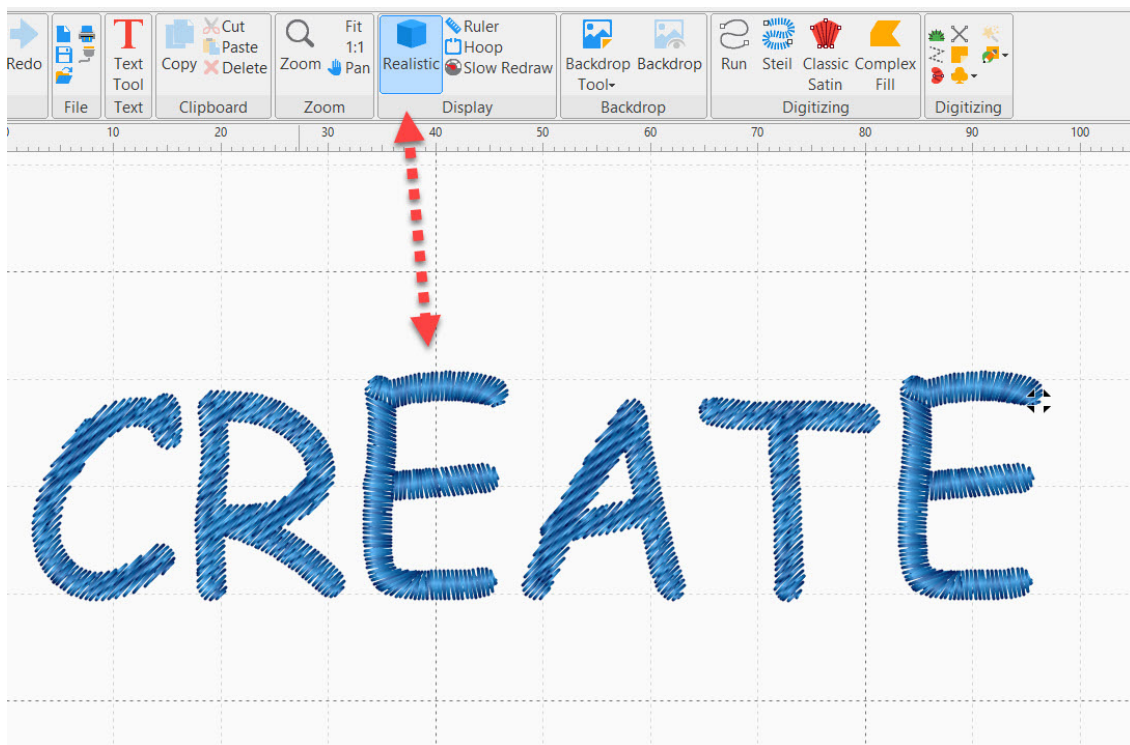 Redo
File
Text
Tool
Text
Copy
Cut
Paste
Delete
Clipboard
Zoom
Fit
1:1
Pan
Zoom
Realistic
Ruler
Hoop
Slow Redraw
Display
Backdrop
Tool
Backdrop
Backdrop
Run
Steil
Classic
Satin
Complex
Fill
Digitizing
Digitizing
10 20 30 40 50 60 70 80 90 100
CREATE